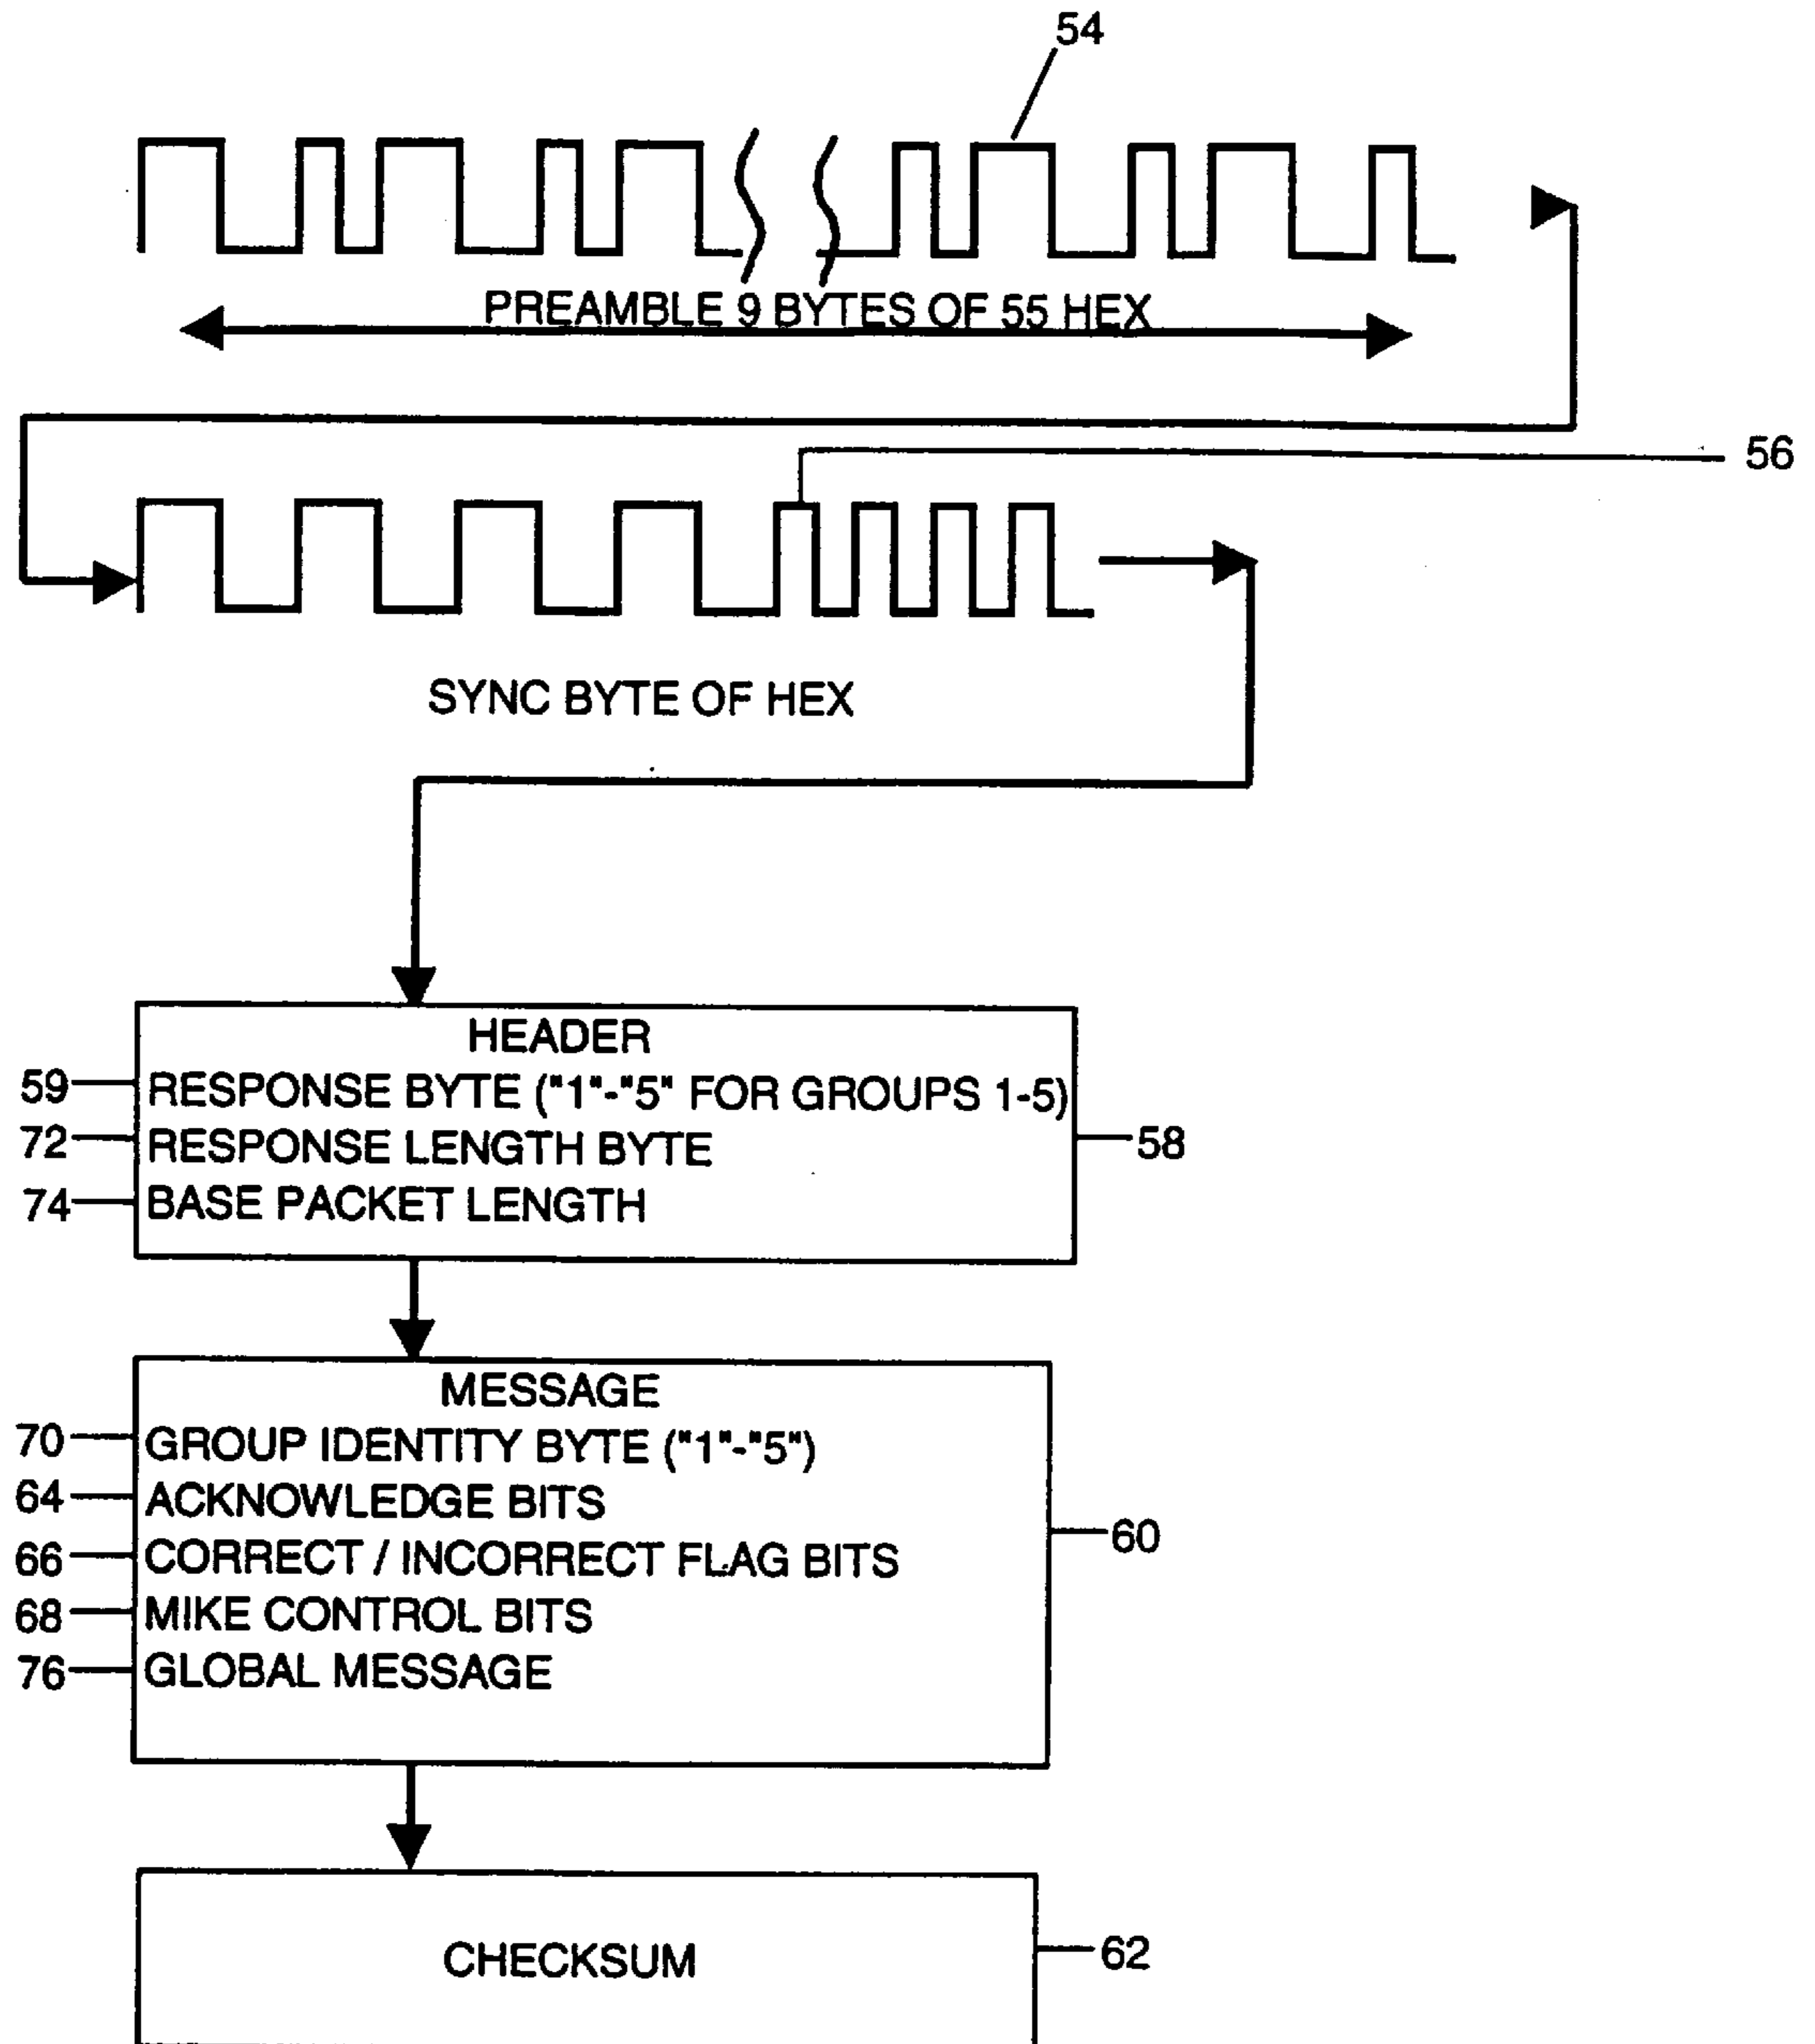 54
PREAMBLE 9 BYTES OF 55 HEX
56
SYNC BYTE OF HEX
HEADER
59 RESPONSE BYTE ("1"-"5" FOR GROUPS 1-5)
72 RESPONSE LENGTH BYTE
58
74 BASE PACKET LENGTH
MESSAGE
70 GROUP IDENTITY BYTE ("1"-"5")
64 ACKNOWLEDGE BITS
60
66 CORRECT / INCORRECT FLAG BITS
68 MIKE CONTROL BITS
76 GLOBAL MESSAGE
CHECKSUM
62